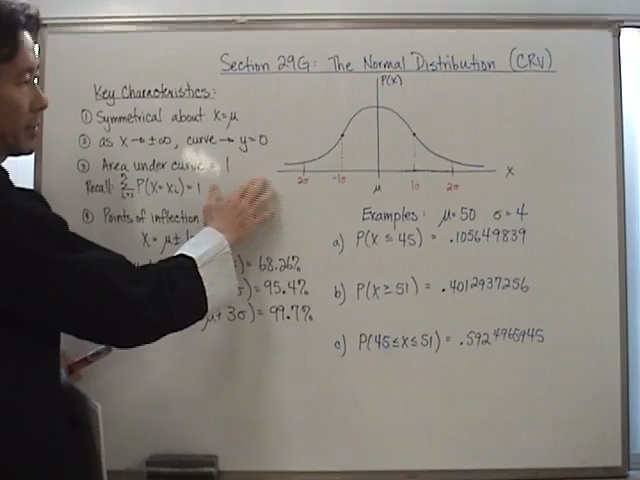 Section 29G: The Normal Distribution (CRV)
Key Characteristics:
① Symmetrical about x=μ
② as x → ±∞, curve → y=0
③ Area under curve = 1
Recall: Σ P(X=xᵢ) = 1
④ Points of inflection
x = μ ± 1
) = 68.26%
σ) = 95.4%
μ + 3σ) = 99.7%
P(x)
x
-2σ -1σ μ 1σ 2σ
Examples: μ=50 σ=4
a) P(X ≤ 45) = .105649839
b) P(X ≥ 51) = .4012937256
c) P(45 ≤ X ≤ 51) = .5924965945